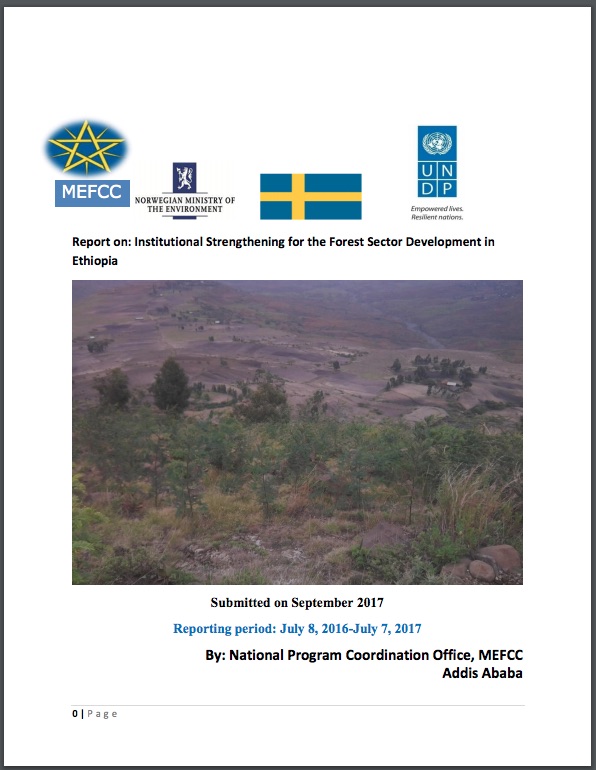 MEFCC
NORWEGIAN MINISTRY OF
THE ENVIRONMENT
U N
D P
Empowered lives.
Resilient nations.
Report on: Institutional Strengthening for the Forest Sector Development in
Ethiopia
Submitted on September 2017
Reporting period: July 8, 2016-July 7, 2017
By: National Program Coordination Office, MEFCC
Addis Ababa
0 | Page